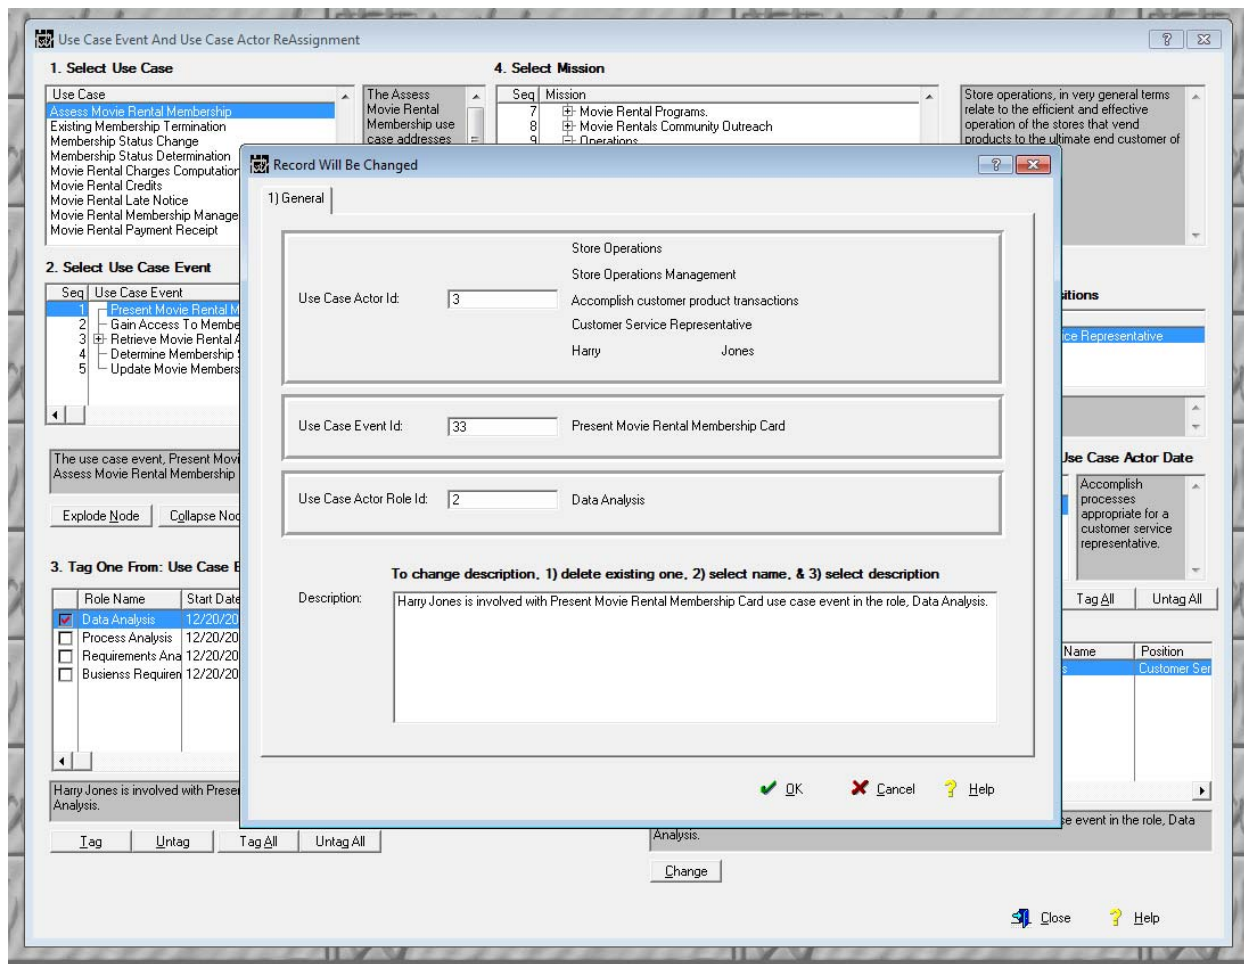 Use Case Event And Use Case Actor ReAssignment
1. Select Use Case
4. Select Mission
Use Case
Assess Movie Rental Membership
Existing Membership Termination
Membership Status Change
Membership Status Determination
Movie Rental Charges Computation
Movie Rental Credits
Movie Rental Late Notice
Movie Rental Membership Manage
Movie Rental Payment Receipt
The Assess
Movie Rental
Membership use
case addresses
Seq Mission
7 Movie Rental Programs.
8 Movie Rentals Community Outreach
9 Operations
Store operations, in very general terms
relate to the efficient and effective
operation of the stores that vend
products to the ultimate end customer of
2. Select Use Case Event
Seq Use Case Event
1 Present Movie Rental M
2 Gain Access To Membe
3 Retrieve Movie Rental A
4 Determine Membership
5 Update Movie Members
The use case event, Present Movi
Assess Movie Rental Membership
Explode Node
Collapse Noc
3. Tag One From: Use Case E
Role Name Start Date
Data Analysis 12/20/20
Process Analysis 12/20/20
Requirements Ana 12/20/20
Busienss Requiren 12/20/20
Harry Jones is involved with Preser
Analysis.
Tag
Untag
Tag All
Untag All
Record Will Be Changed
1) General
Use Case Actor Id: 3
Store Operations
Store Operations Management
Accomplish customer product transactions
Customer Service Representative
Harry Jones
Use Case Event Id: 33 Present Movie Rental Membership Card
Use Case Actor Role Id: 2 Data Analysis
To change description, 1) delete existing one, 2) select name, & 3) select description
Description:
Harry Jones is involved with Present Movie Rental Membership Card use case event in the role, Data Analysis.
OK
Cancel
Help
sitions
ce Representative
Use Case Actor Date
Accomplish
processes
appropriate for a
customer service
representative.
Tag All
Untag All
Name Position
s Customer Ser
se event in the role, Data
Analysis.
Change
Close
Help